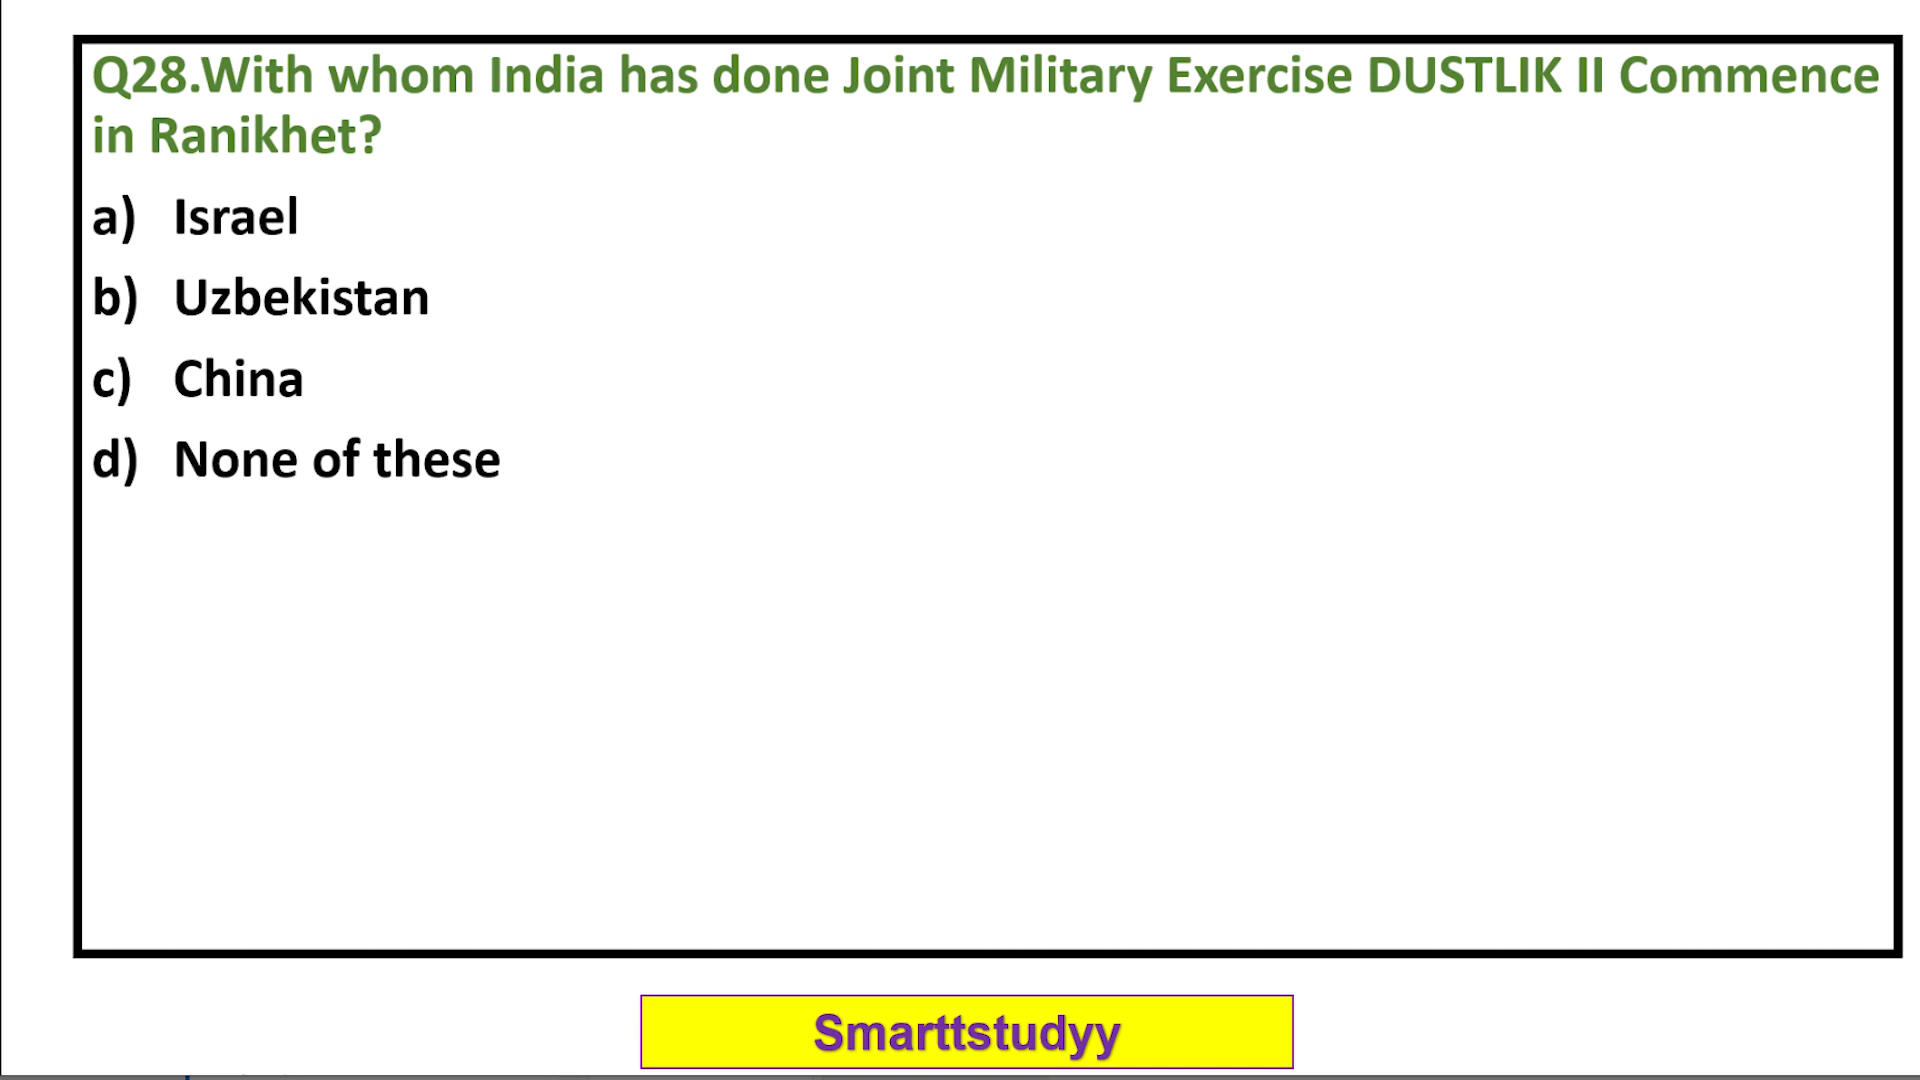 Q28.With whom India has done Joint Military Exercise DUSTLIK II Commence
in Ranikhet?
a) Israel
b) Uzbekistan
c) China
d) None of these
Smarttstudyy